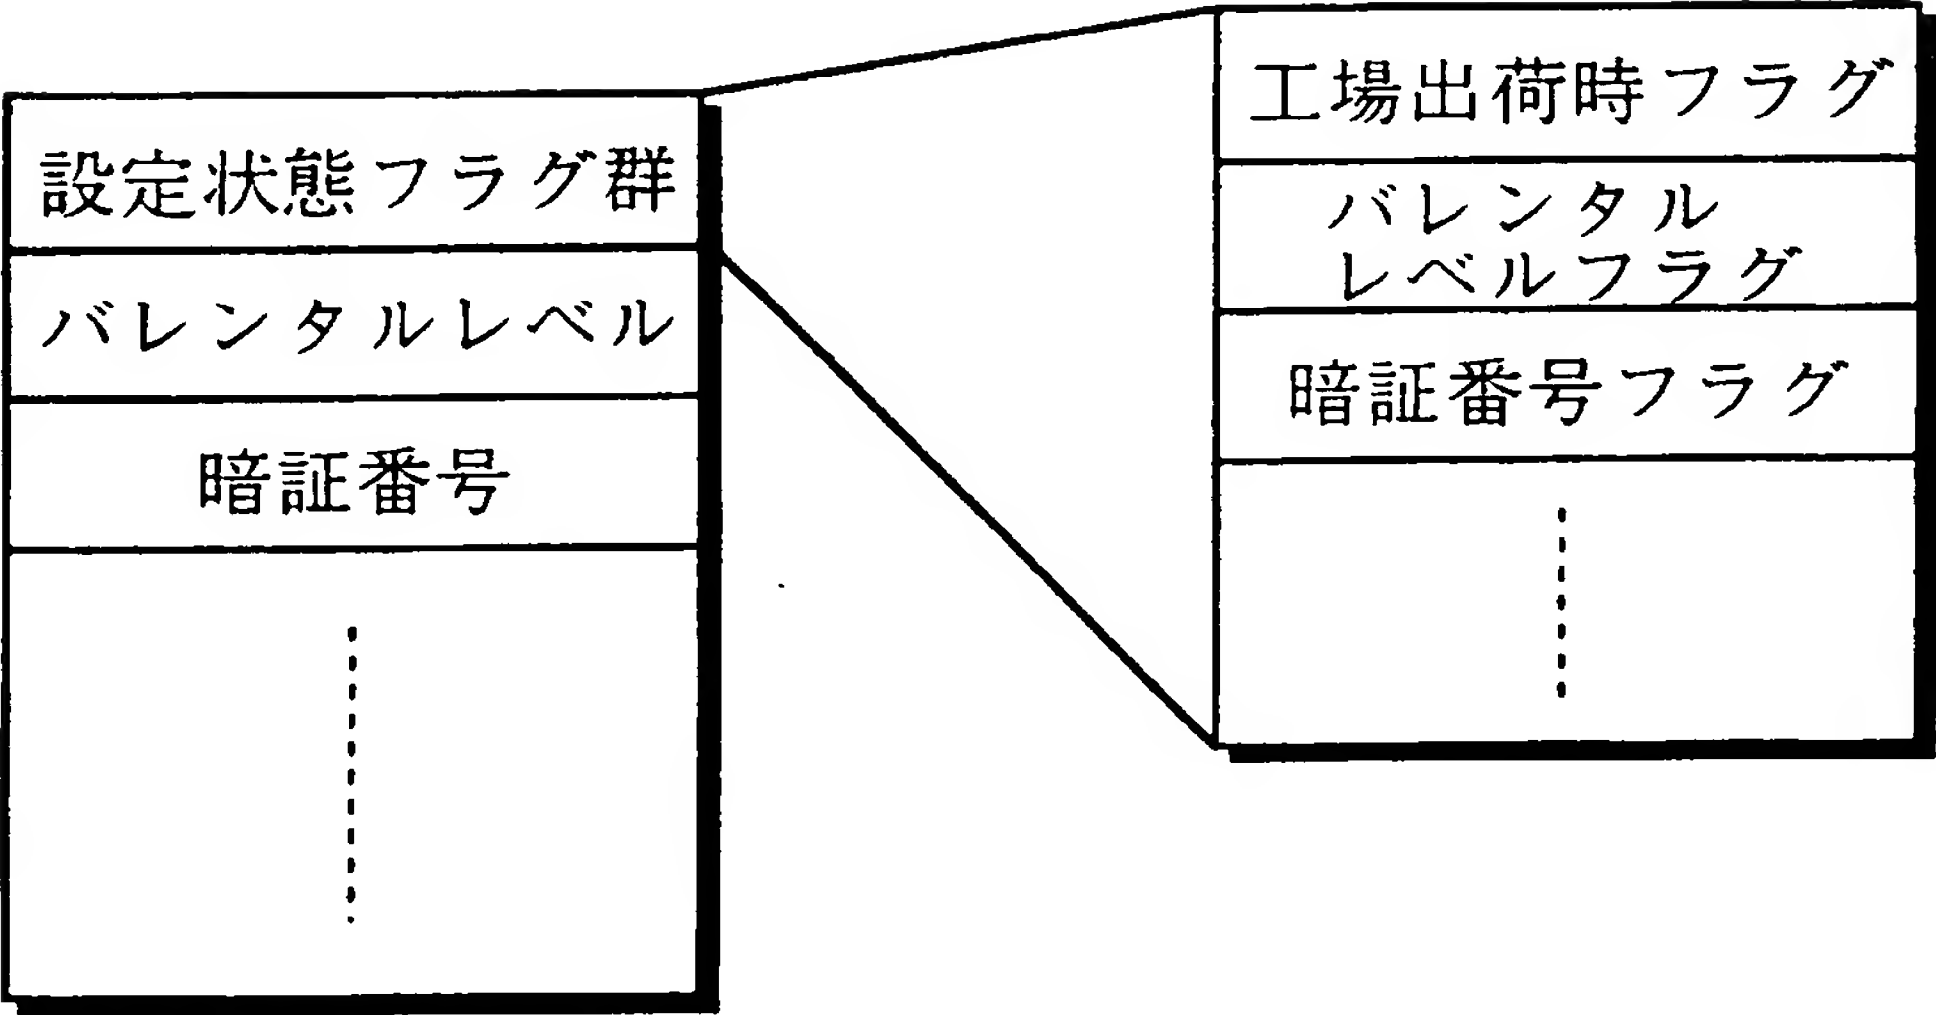 設定状態フラグ群
バレンタルレベル
暗証番号
工場出荷時フラグ
バレンタル
レベルフラグ
暗証番号フラグ